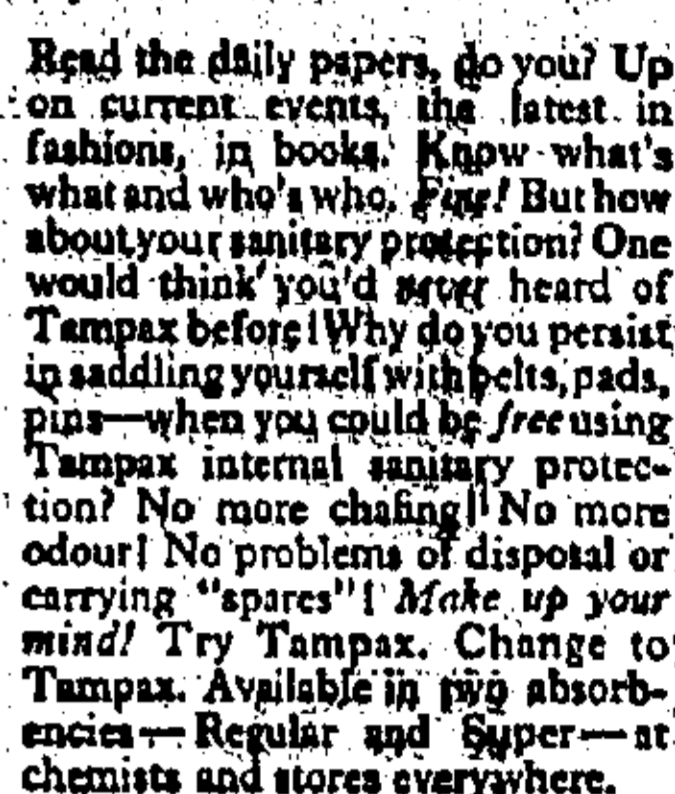 Read the daily papers, do you? Up
on current events, the latest in
fashions, in books. Know what's
what and who's who. Fine! But how
about your sanitary protection? One
would think you'd never heard of
Tampax before! Why do you persist
in saddling yourself with belts, pads,
pins—when you could be free using
Tampax internal sanitary protec-
tion? No more chafing! No more
odour! No problems of disposal or
carrying "spares"! Make up your
mind! Try Tampax. Change to
Tampax. Available in two absorb-
encies—Regular and Super—at
chemists and stores everywhere.